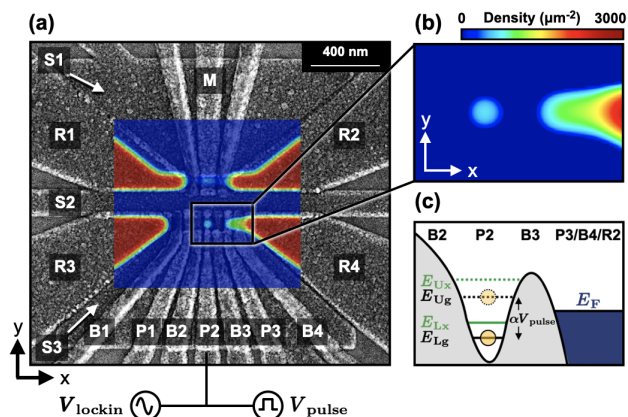 (a)
400 nm
S1
M
R1
R2
S2
R3
R4
S3
B1 P1 B2 P2 B3 P3 B4
y
x
V_lockin
V_pulse
(b)
Density (μm⁻²)
0
3000
y
x
(c)
B2 P2 B3 P3/B4/R2
E_Ux
E_Ug
E_Lx
E_Lg
αV_pulse
E_F